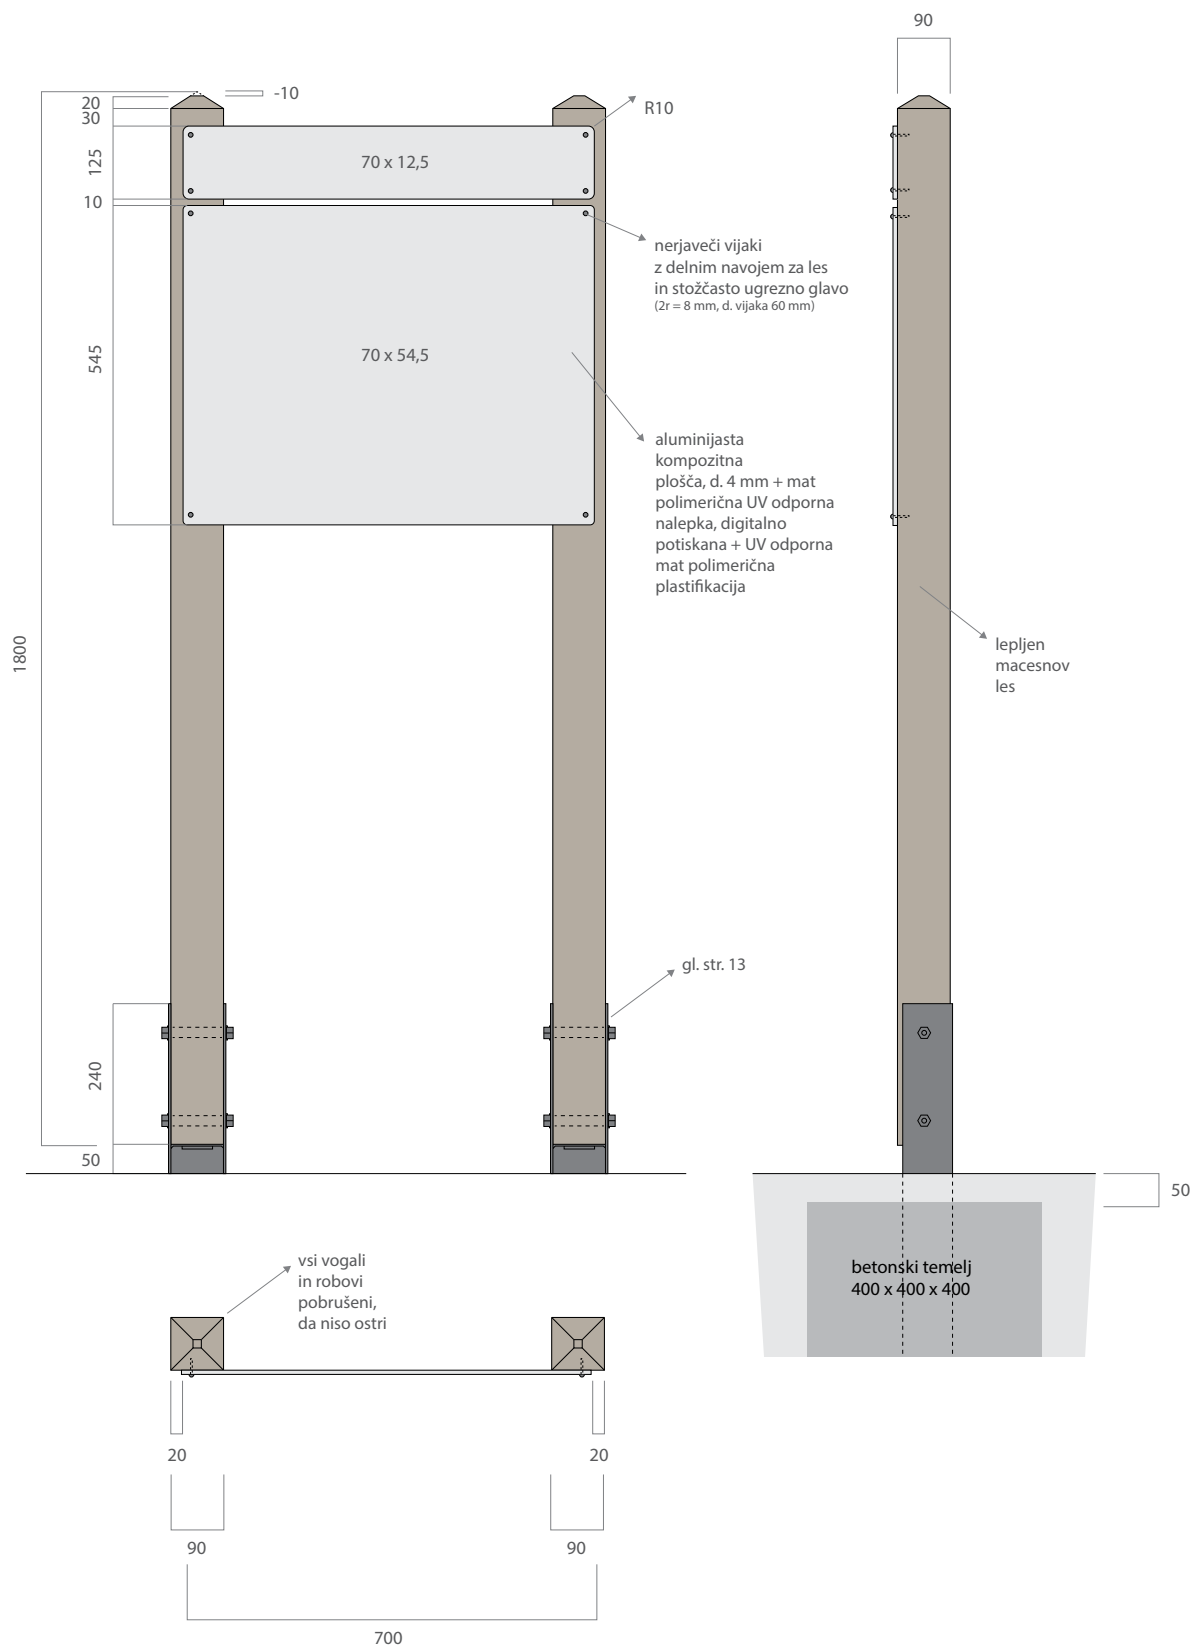 90
-10
20
30
R10
125
70 x 12,5
10
nerjaveči vijaki
z delnim navojem za les
in stožčasto ugrezno glavo
(2r = 8 mm, d. vijaka 60 mm)
545
70 x 54,5
aluminijasta
kompozitna
plošča, d. 4 mm + mat
polimerična UV odporna
nalepka, digitalno
potiskana + UV odporna
mat polimerična
plastifikacija
1800
lepljen
macesnov
les
gl. str. 13
240
50
50
betonski temelj
400 x 400 x 400
vsi vogali
in robovi
pobrušeni,
da niso ostri
20
20
90
90
700